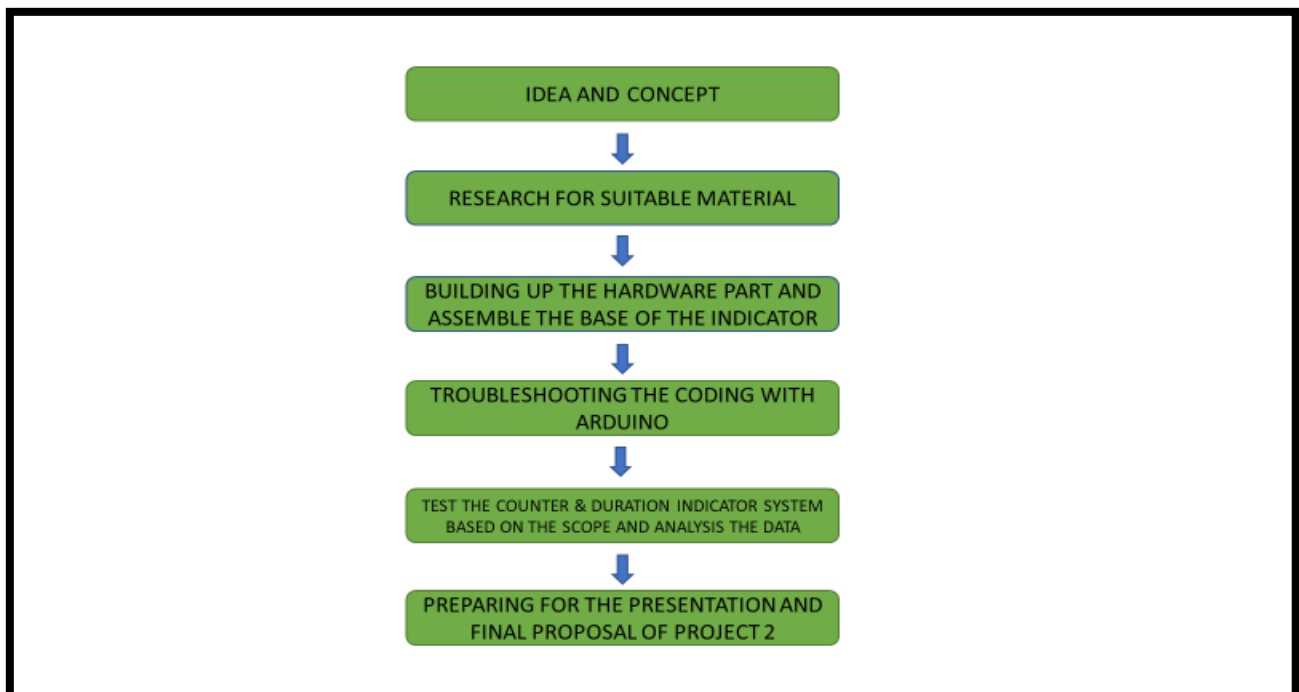 IDEA AND CONCEPT
RESEARCH FOR SUITABLE MATERIAL
BUILDING UP THE HARDWARE PART AND
ASSEMBLE THE BASE OF THE INDICATOR
TROUBLESHOOTING THE CODING WITH
ARDUINO
TEST THE COUNTER & DURATION INDICATOR SYSTEM
BASED ON THE SCOPE AND ANALYSIS THE DATA
PREPARING FOR THE PRESENTATION AND
FINAL PROPOSAL OF PROJECT 2